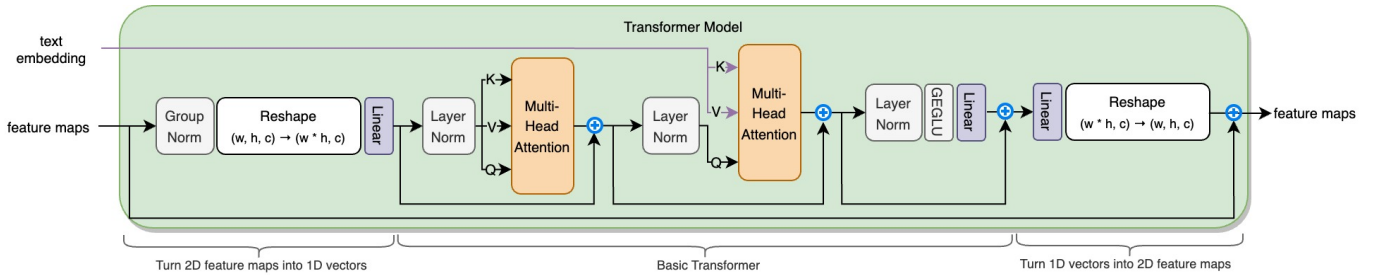 Transformer Model
text
embedding
feature maps
Group
Norm
Reshape
(w, h, c) → (w * h, c)
Linear
Layer
Norm
K
V
Q
Multi-
Head
Attention
Layer
Norm
K
V
Q
Multi-
Head
Attention
Layer
Norm
GEGLU
Linear
Linear
Reshape
(w * h, c) → (w, h, c)
feature maps
Turn 2D feature maps into 1D vectors
Basic Transformer
Turn 1D vectors into 2D feature maps